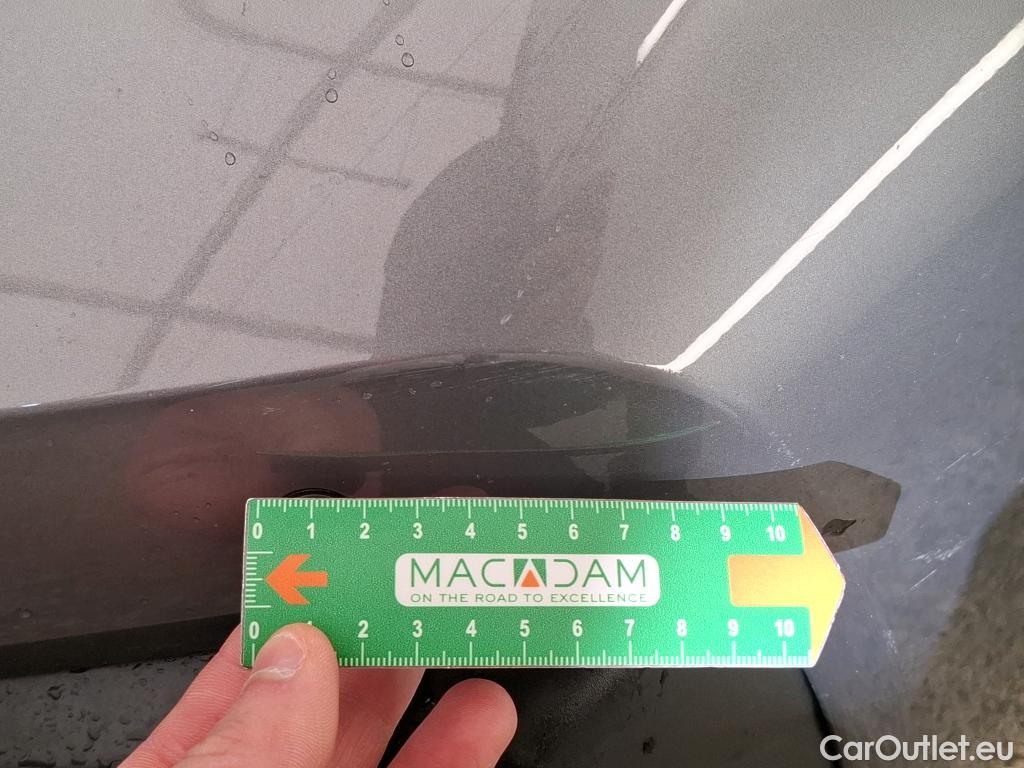 0 1 2 3 4 5 6 7 8 9 10
MACADAM
ON THE ROAD TO EXCELLENCE
0 1 2 3 4 5 6 7 8 9 10
CarOutlet.eu